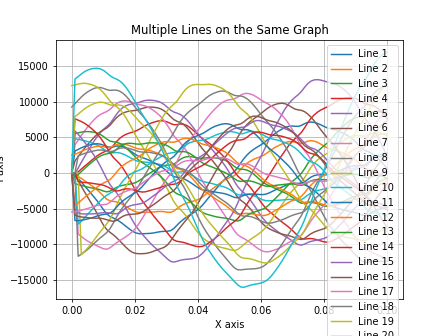 Multiple Lines on the Same Graph
15000
10000
5000
0
−5000
−10000
−15000
0.00
0.02
0.04
0.06
X axis
Line 1
Line 2
Line 3
Line 4
Line 5
Line 6
Line 7
Line 8
Line 9
Line 10
Line 11
Line 12
Line 13
Line 14
Line 15
Line 16
Line 17
Line 18
Line 19
Line 20